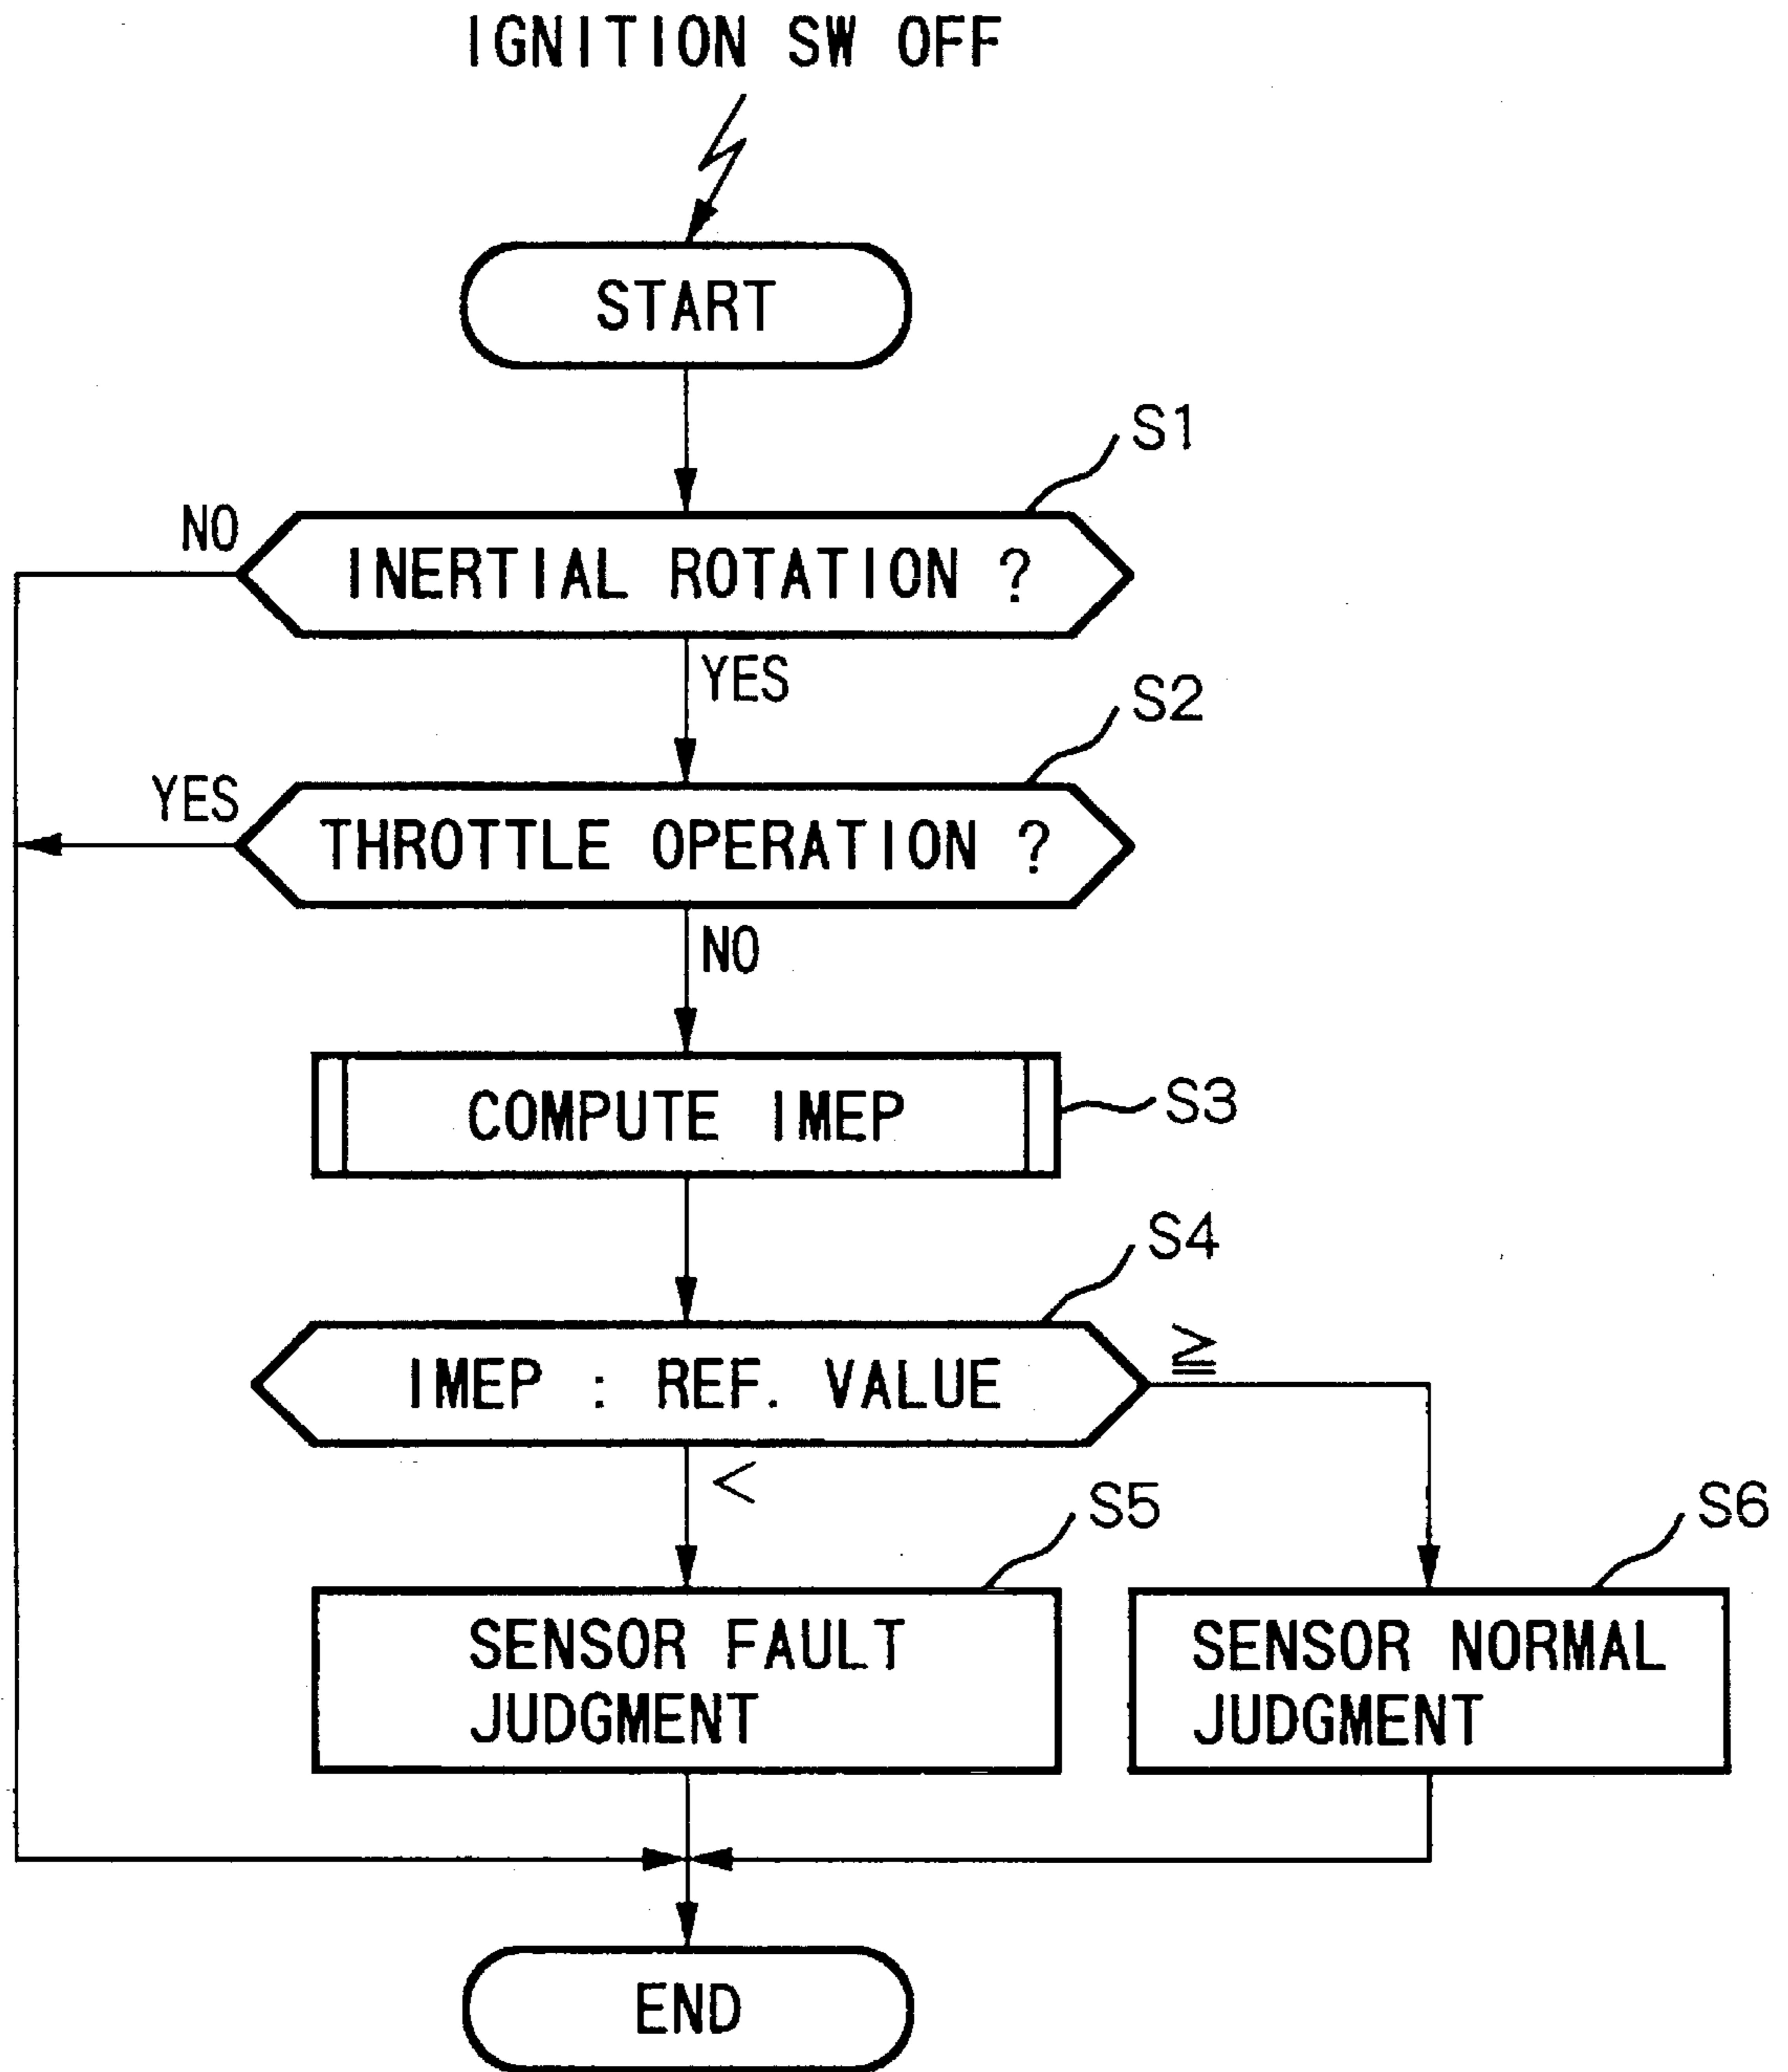 IGNITION SW OFF
START
S1
NO
INERTIAL ROTATION ?
YES
S2
YES
THROTTLE OPERATION ?
NO
COMPUTE IMEP
S3
S4
IMEP : REF. VALUE
≧
<
S5
S6
SENSOR FAULT
JUDGMENT
SENSOR NORMAL
JUDGMENT
END